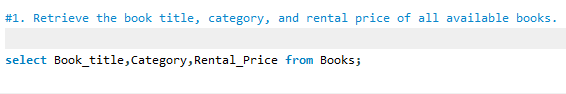 #1. Retrieve the book title, category, and rental price of all available books.
select Book_title,Category,Rental_Price from Books;